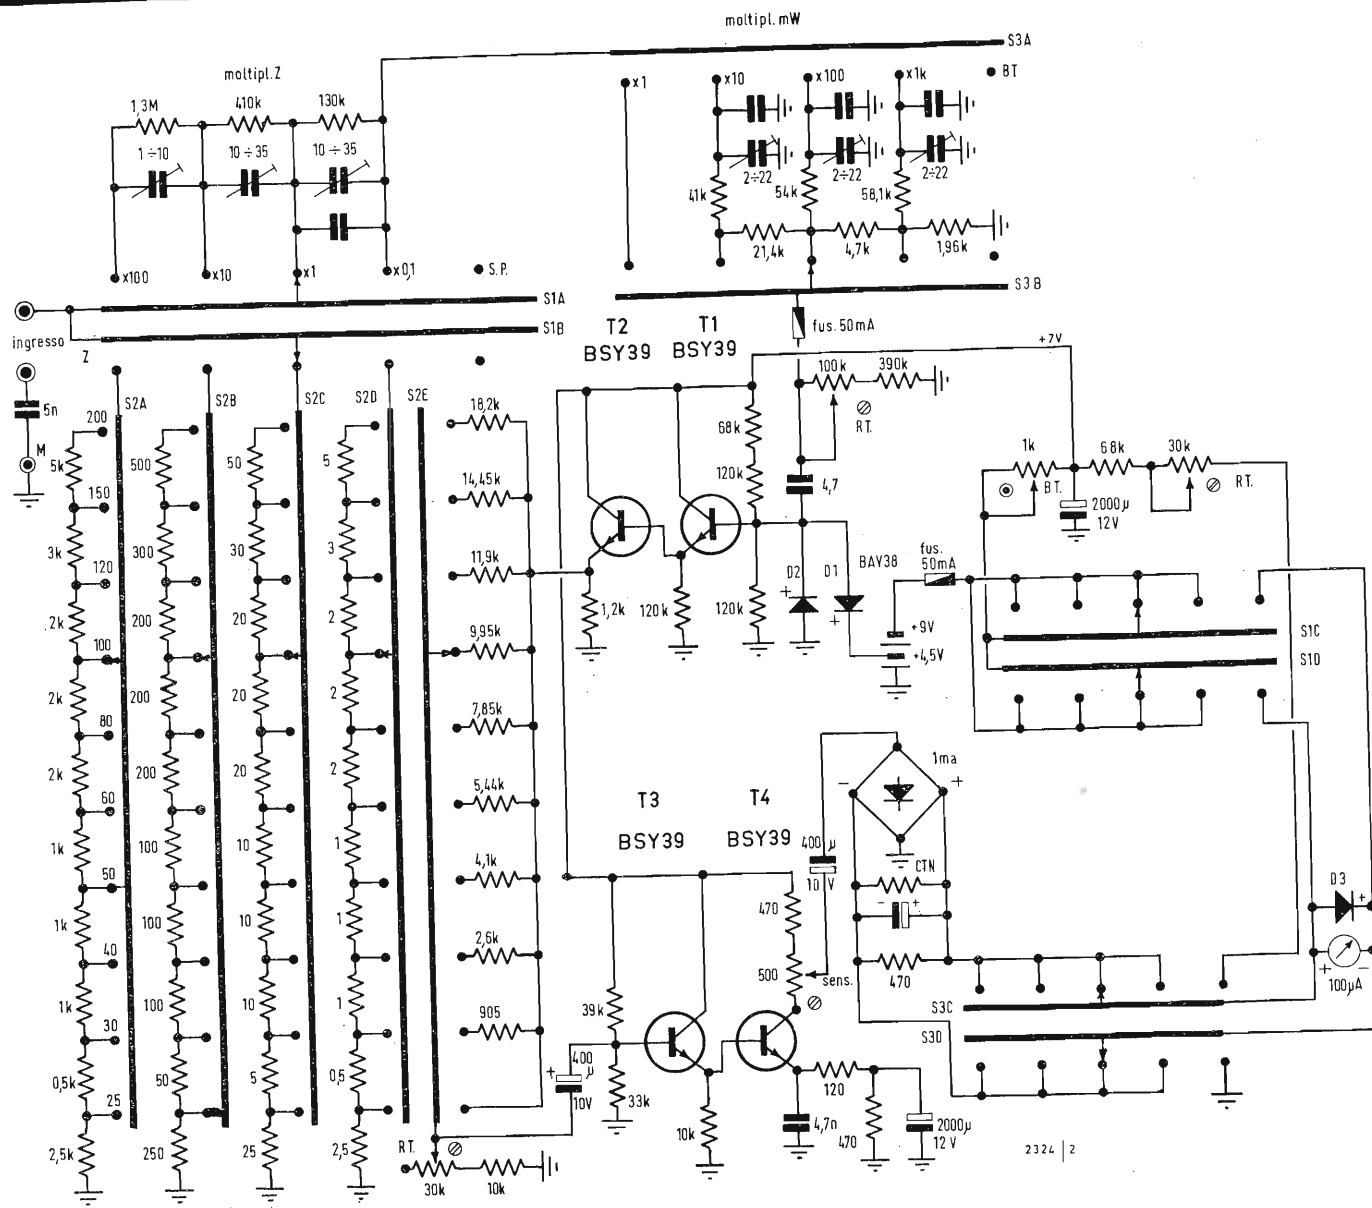 moltipl. mW
S3A
moltipl. Z
1,3M
410k
130k
1÷10
10÷35
10÷35
x1
x10
x100
x1k
BT
2÷22
2÷22
2÷22
41k
54k
58,1k
21,4k
4,7k
1,96k
x100
x10
x1
x0,1
S.P.
S1A
S1B
S3B
ingresso
Z
5n
M
fus. 50mA
T2
BSY39
T1
BSY39
+7V
100k
390k
RT.
S2A
S2B
S2C
S2D
S2E
200
150
120
100
80
60
50
40
30
25
5k
3k
2k
2k
2k
1k
1k
1k
0,5k
2,5k
500
300
200
200
200
100
100
100
50
250
50
30
20
20
20
10
10
10
5
25
5
3
2
2
2
1
1
1
0,5
2,5
18,2k
14,45k
11,9k
9,95k
7,85k
5,44k
4,1k
2,6k
905
68k
120k
4,7
1,2k
120k
120k
D2
+
D1
+
BAY38
fus.
50mA
+9V
+4,5V
1k
BT.
68k
30k
RT.
2000µ
12V
S1C
S1D
T3
BSY39
T4
BSY39
1ma
-
+
400µ
10V
CTN
-
+
470
470
500
sens.
D3
+
+
-
100µA
S3C
S3D
39k
33k
+
400
µ
10V
10k
120
4,7n
470
2000µ
12V
RT.
30k
10k
2324 | 2